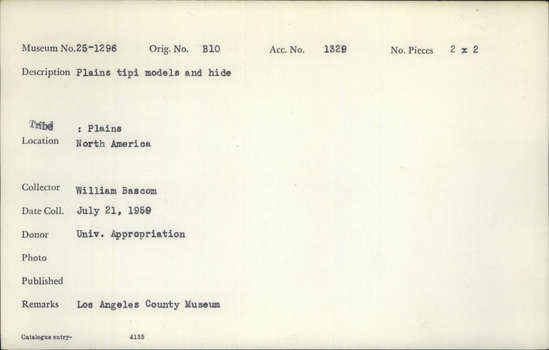 Museum No. 25-1296 Orig. No. B10 Acc. No. 1329 No. Pieces 2 x 2
Description Plains tipi models and hide
Tribe : Plains
Location North America
Collector William Bascom
Date Coll. July 21, 1959
Donor Univ. Appropriation
Photo
Published
Remarks Los Angeles County Museum
Catalogue entry- 4135